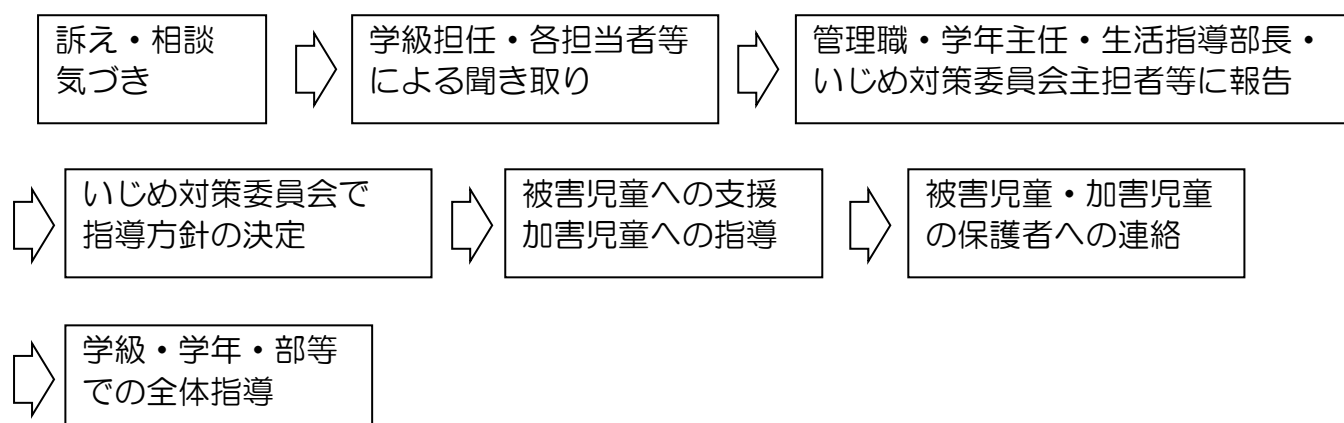 訴え・相談
気づき
学級担任・各担当者等
による聞き取り
管理職・学年主任・生活指導部長・
いじめ対策委員会主担者等に報告
いじめ対策委員会で
指導方針の決定
被害児童への支援
加害児童への指導
被害児童・加害児童
の保護者への連絡
学級・学年・部等
での全体指導